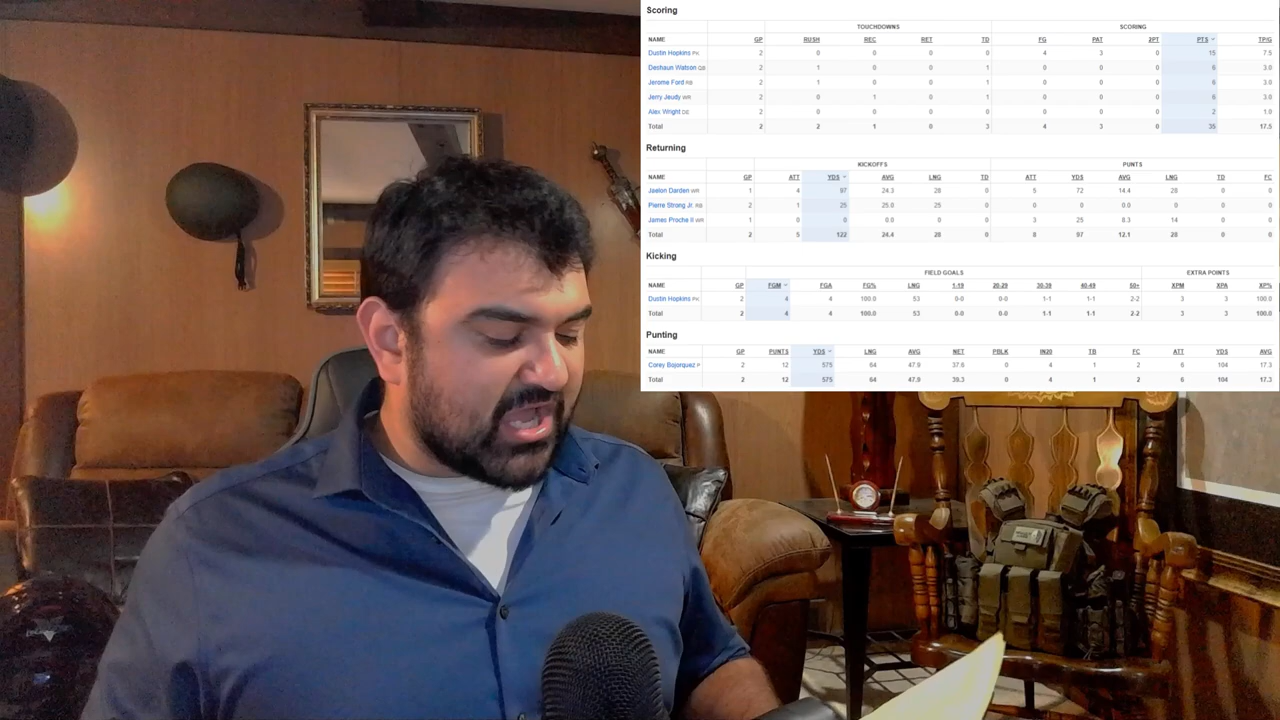 Scoring
TOUCHDOWNS SCORING
NAME GP RUSH REC RET TD FG PAT 2PT PTS TP/G
Dustin Hopkins PK 2 0 0 0 0 4 3 0 15 7.5
Deshaun Watson QB 2 1 0 0 1 0 0 0 6 3.0
Jerome Ford RB 2 1 0 0 1 0 0 0 6 3.0
Jerry Jeudy WR 2 0 1 0 1 0 0 0 6 3.0
Alex Wright DE 2 0 0 0 0 0 0 0 2 1.0
Total 2 2 1 0 3 4 3 0 35 17.5
Returning
KICKOFFS PUNTS
NAME GP ATT YDS AVG LNG TD ATT YDS AVG LNG TD FC
Jaelon Darden WR 1 4 97 24.3 28 0 5 72 14.4 28 0 0
Pierre Strong Jr. RB 2 1 25 25.0 25 0 0 0 0.0 0 0 0
James Proche II WR 1 0 0 0.0 0 0 3 25 8.3 14 0 0
Total 2 5 122 24.4 28 0 8 97 12.1 28 0 0
Kicking
FIELD GOALS EXTRA POINTS
NAME GP FGM FGA FG% LNG 1-19 20-29 30-39 40-49 50+ XPM XPA XP%
Dustin Hopkins PK 2 4 4 100.0 53 0-0 0-0 1-1 1-1 2-2 3 3 100.0
Total 2 4 4 100.0 53 0-0 0-0 1-1 1-1 2-2 3 3 100.0
Punting
NAME GP PUNTS YDS LNG AVG NET PBLK IN20 TB FC ATT YDS AVG
Corey Bojorquez P 2 12 575 64 47.9 37.6 0 4 1 2 6 104 17.3
Total 2 12 575 64 47.9 39.3 0 4 1 2 6 104 17.3